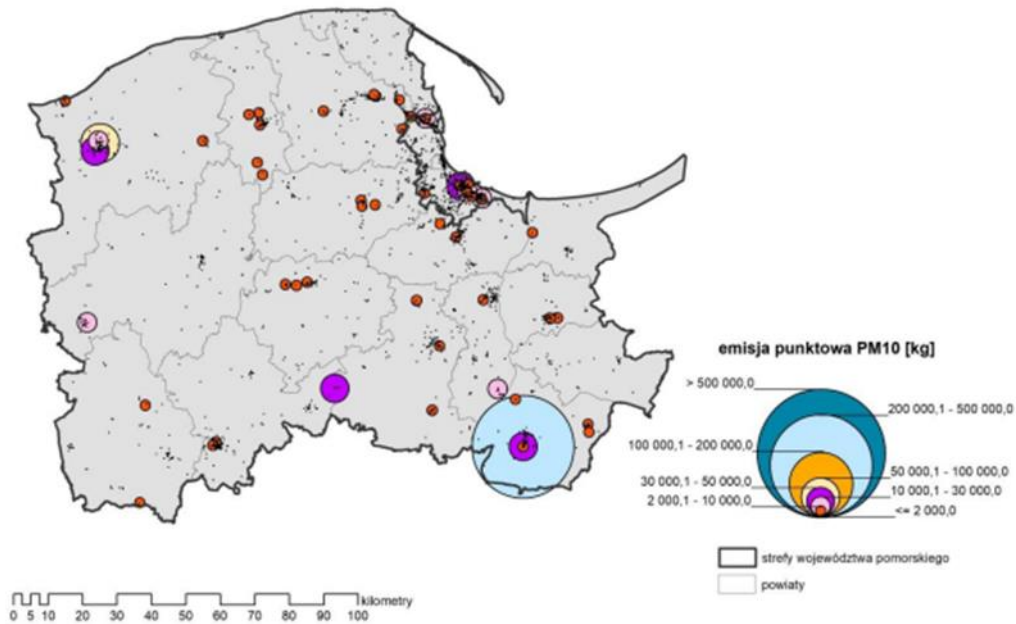 emisja punktowa PM10 [kg]
> 500 000,0
200 000,1 - 500 000,0
100 000,1 - 200 000,0
50 000,1 - 100 000,0
30 000,1 - 50 000,0
10 000,1 - 30 000,0
2 000,1 - 10 000,0
<= 2 000,0
strefy województwa pomorskiego
powiaty
kilometry
0 5 10 20 30 40 50 60 70 80 90 100